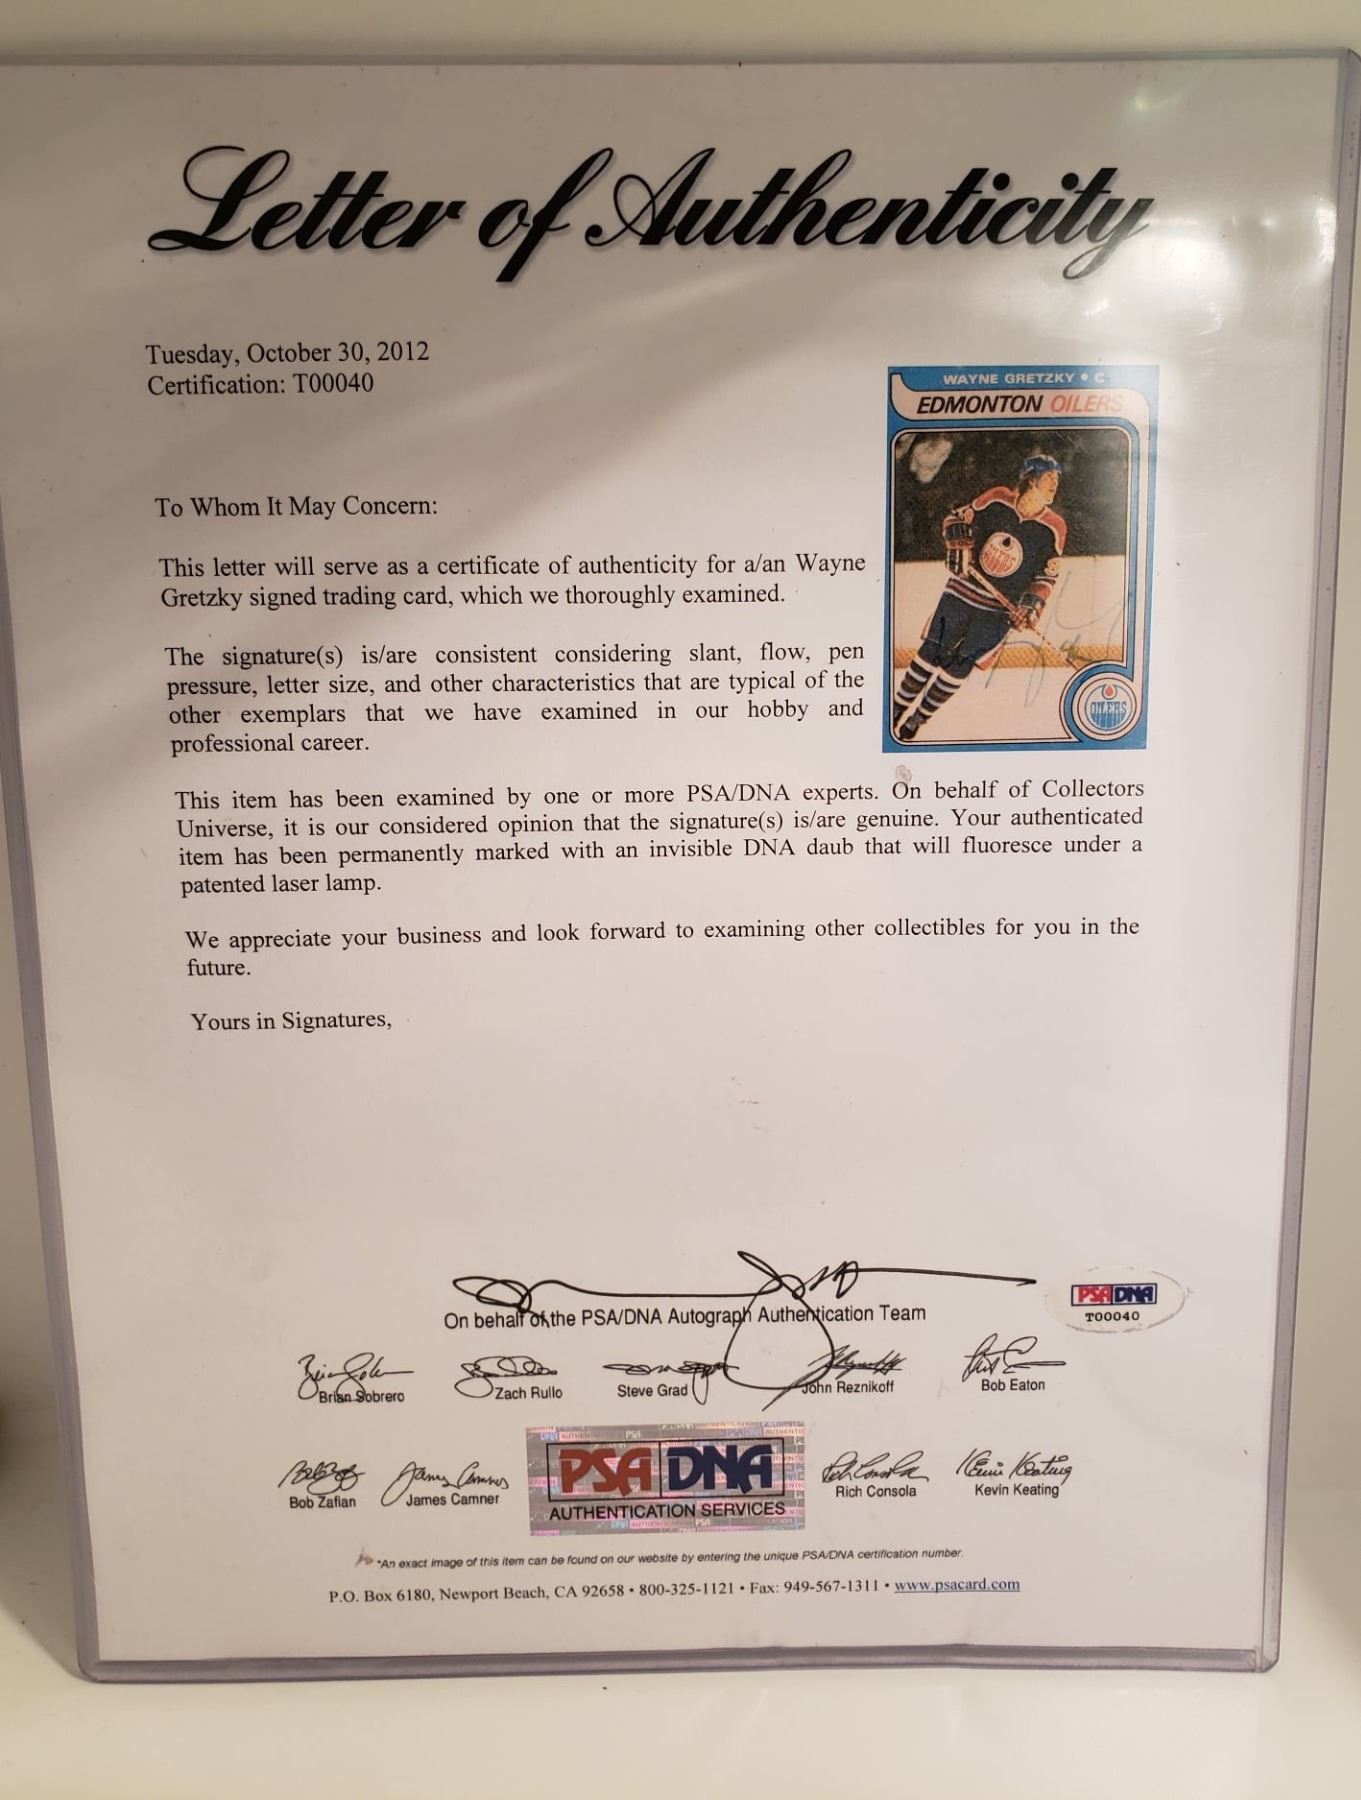 Letter of Authenticity
Tuesday, October 30, 2012
Certification: T00040
WAYNE GRETZKY • C
EDMONTON OILERS
OILERS
OILERS
To Whom It May Concern:
This letter will serve as a certificate of authenticity for a/an Wayne
Gretzky signed trading card, which we thoroughly examined.
The signature(s) is/are consistent considering slant, flow, pen
pressure, letter size, and other characteristics that are typical of the
other exemplars that we have examined in our hobby and
professional career.
This item has been examined by one or more PSA/DNA experts. On behalf of Collectors
Universe, it is our considered opinion that the signature(s) is/are genuine. Your authenticated
item has been permanently marked with an invisible DNA daub that will fluoresce under a
patented laser lamp.
We appreciate your business and look forward to examining other collectibles for you in the
future.
Yours in Signatures,
On behalf of the PSA/DNA Autograph Authentication Team
PSA DNA
T00040
Brian Sobrero
Zach Rullo
Steve Grad
John Reznikoff
Bob Eaton
Bob Zafian
James Camner
PSA DNA
AUTHENTICATION SERVICES
Rich Consola
Kevin Keating
*An exact image of this item can be found on our website by entering the unique PSA/DNA certification number.
P.O. Box 6180, Newport Beach, CA 92658 • 800-325-1121 • Fax: 949-567-1311 • www.psacard.com